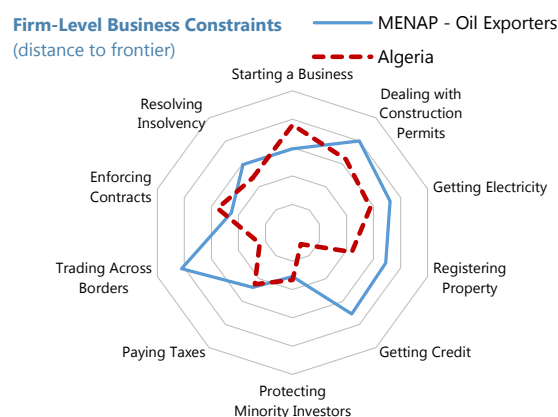 Firm-Level Business Constraints
(distance to frontier)
MENAP - Oil Exporters
Algeria
Starting a Business
Dealing with
Construction
Permits
Getting Electricity
Registering
Property
Getting Credit
Protecting
Minority Investors
Paying Taxes
Trading Across
Borders
Enforcing
Contracts
Resolving
Insolvency